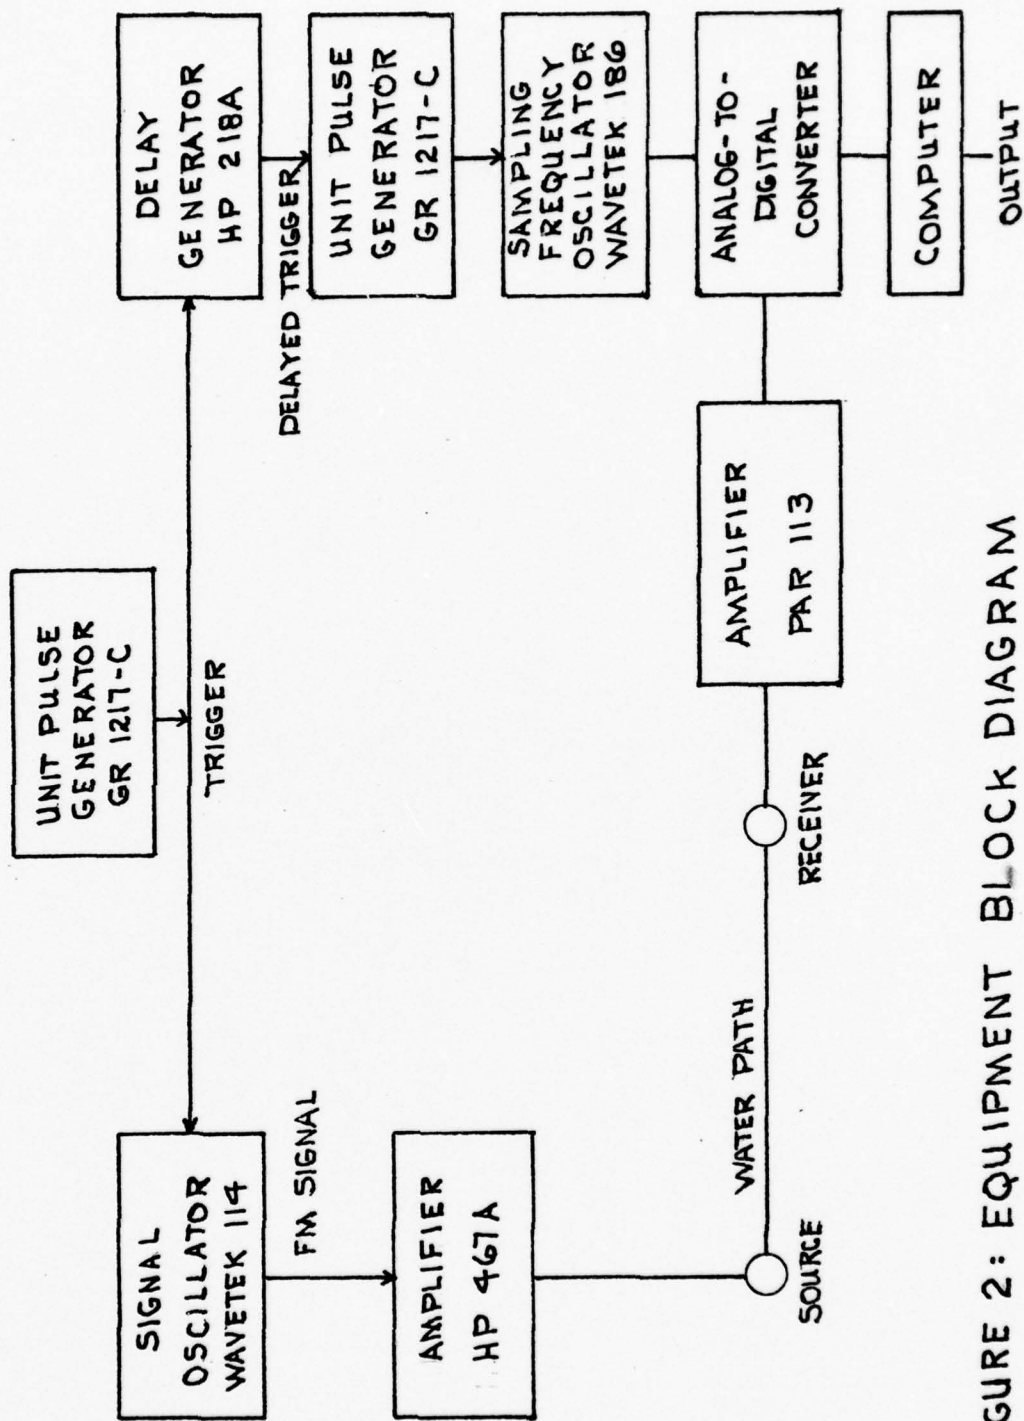 UNIT PULSE
GENERATOR
GR 1217-C
TRIGGER
SIGNAL
OSCILLATOR
WAVETEK 114
FM SIGNAL
AMPLIFIER
HP 467A
SOURCE
WATER PATH
RECEIVER
AMPLIFIER
PAR 113
DELAY
GENERATOR
HP 218A
DELAYED TRIGGER
UNIT PULSE
GENERATOR
GR 1217-C
SAMPLING
FREQUENCY
OSCILLATOR
WAVETEK 186
ANALOG-TO-
DIGITAL
CONVERTER
COMPUTER
OUTPUT
GURE 2: EQUIPMENT BLOCK DIAGRAM